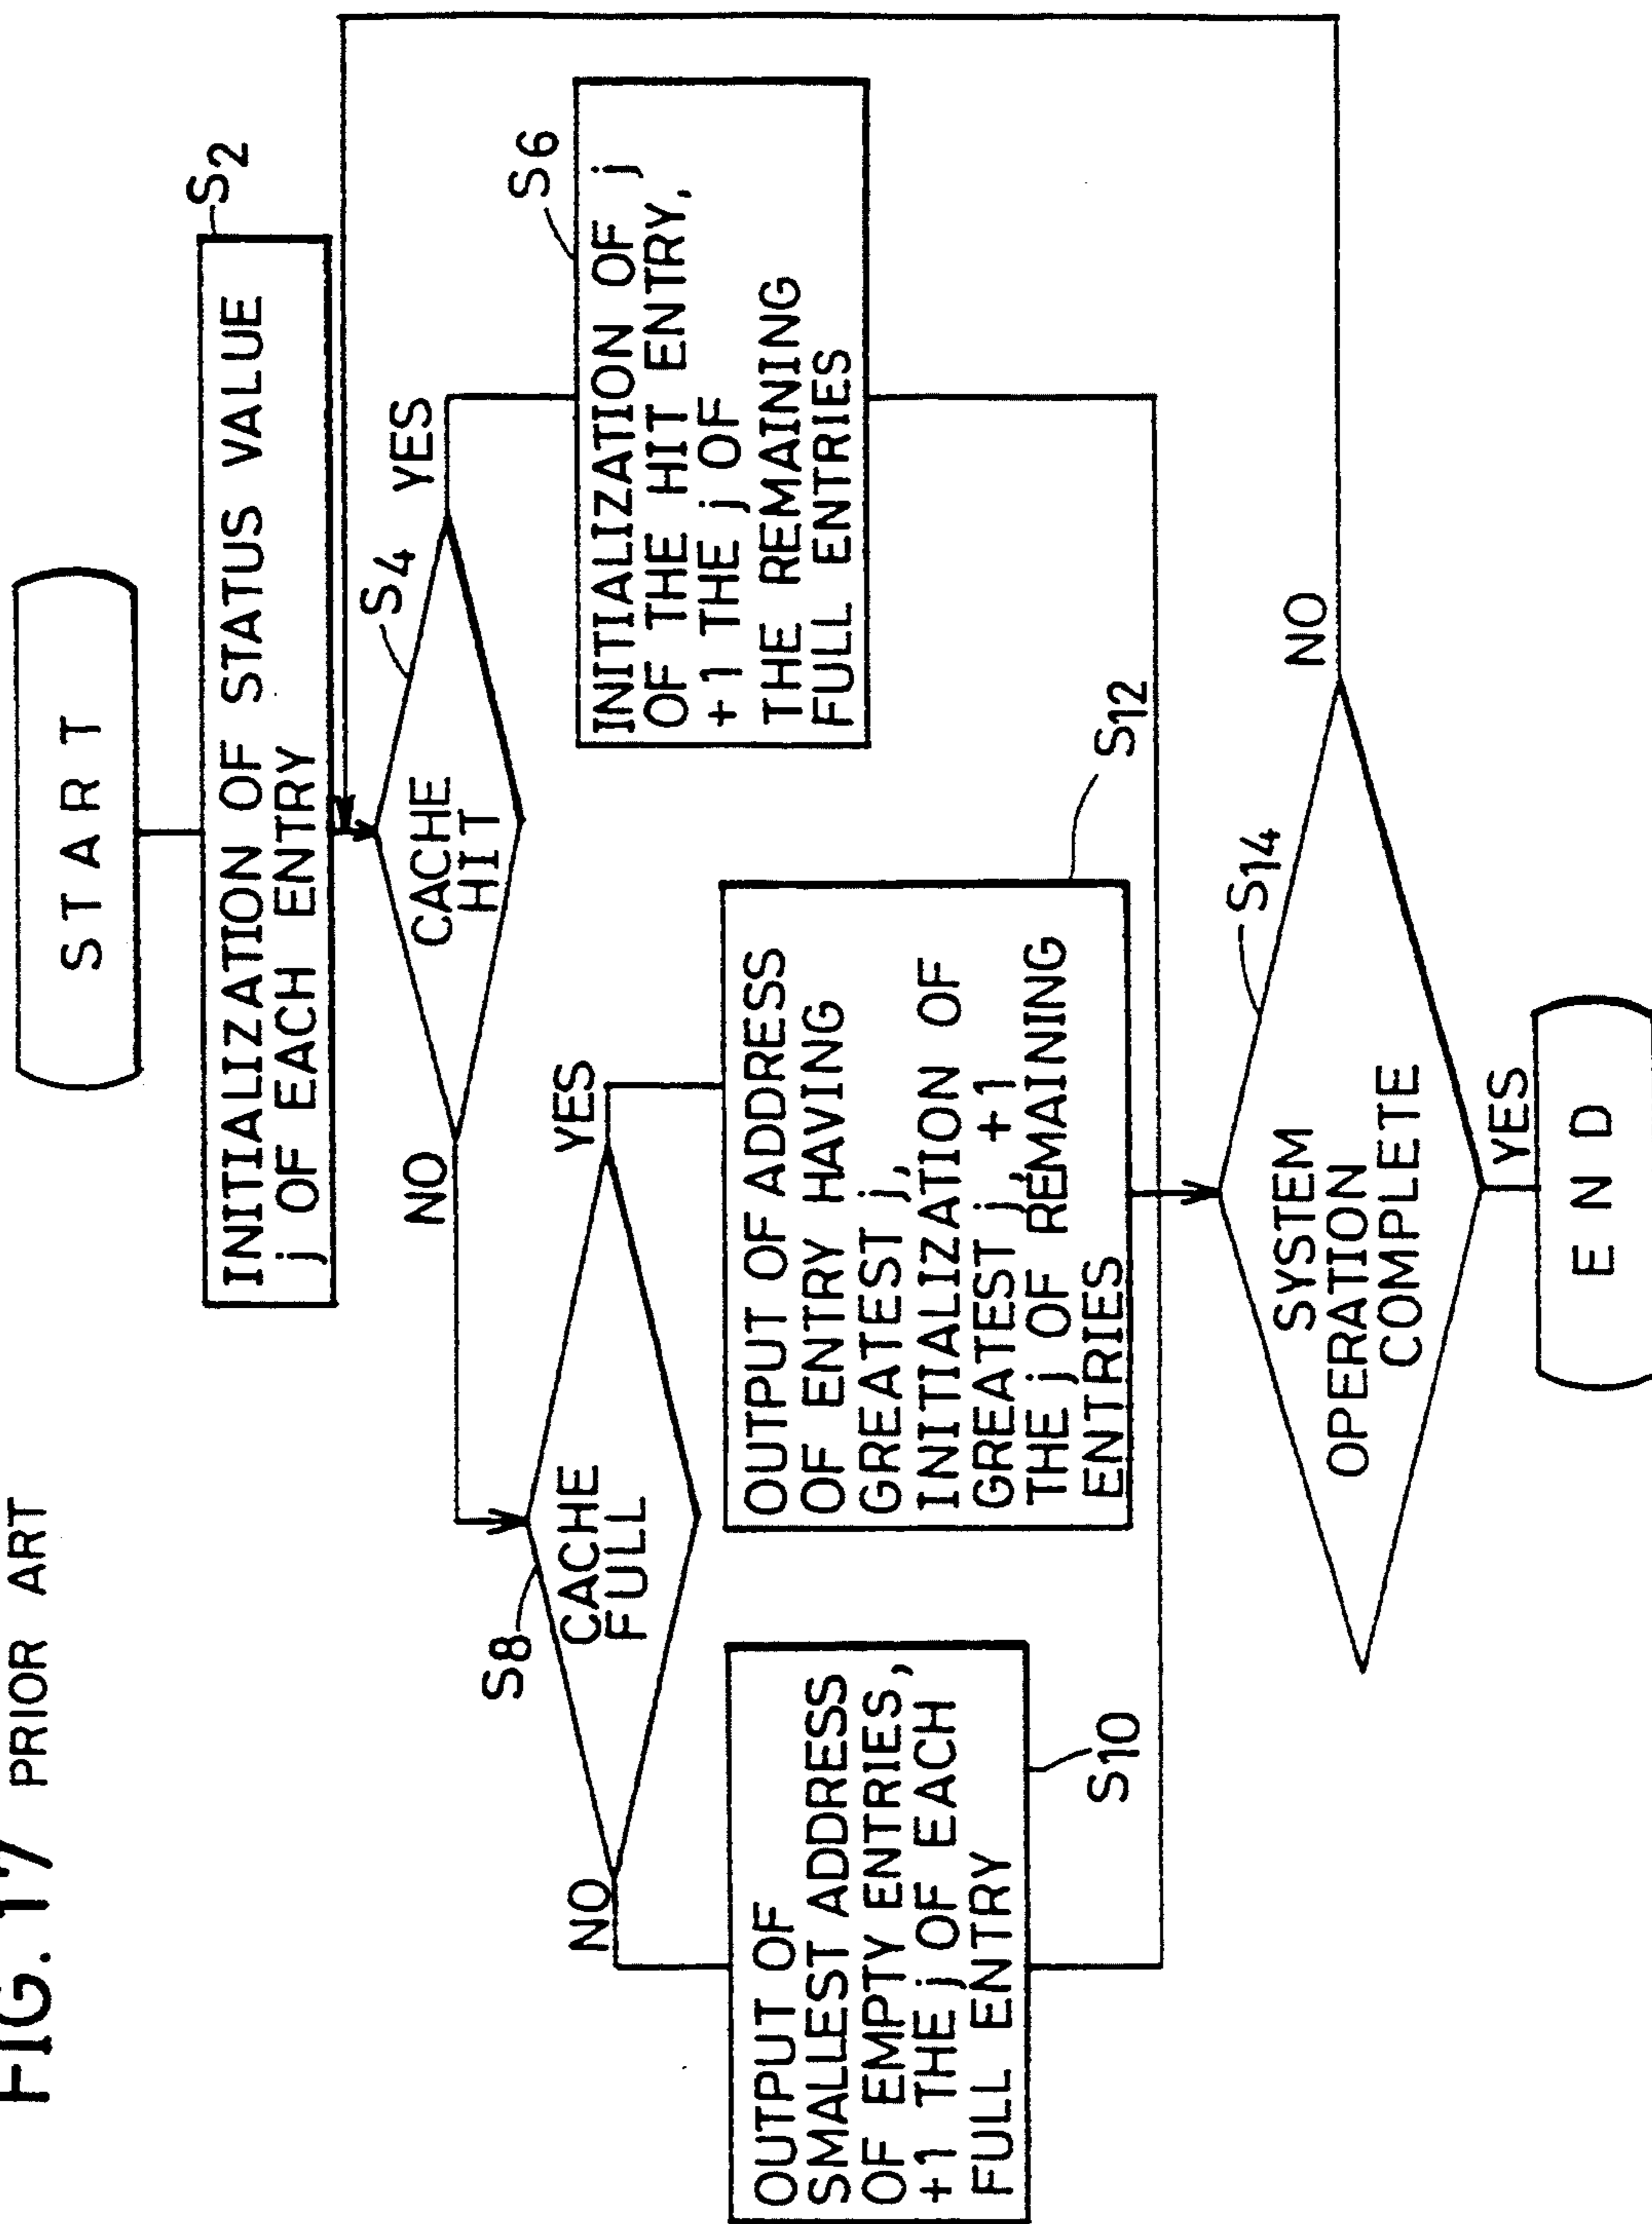 FIG. 17 PRIOR ART
START
S2
INITIALIZATION OF STATUS VALUE
j OF EACH ENTRY
S4
CACHE
HIT
YES
NO
S6
INITIALIZATION OF j
OF THE HIT ENTRY,
+1 THE j OF
THE REMAINING
FULL ENTRIES
S8
CACHE
FULL
YES
NO
OUTPUT OF
SMALLEST ADDRESS
OF EMPTY ENTRIES,
+1 THE j OF EACH
FULL ENTRY
S10
OUTPUT OF ADDRESS
OF ENTRY HAVING
GREATEST j,
INITIALIZATION OF
GREATEST j, +1
THE j OF REMAINING
ENTRIES
S12
S14
SYSTEM
OPERATION
COMPLETE
NO
YES
END